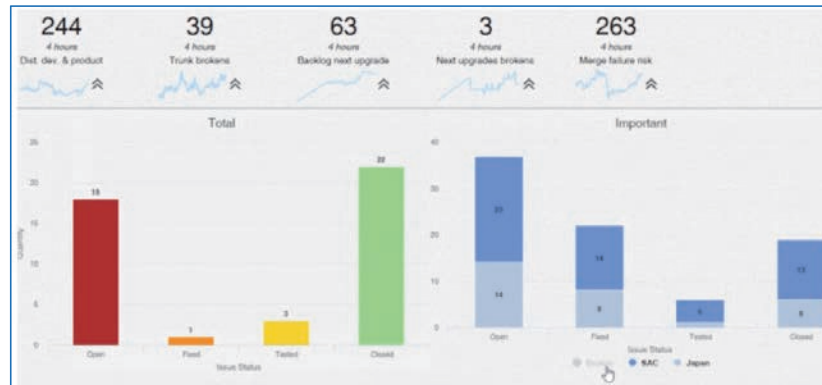 244 39 63 3 263
4 hours 4 hours 4 hours 4 hours 4 hours
Dist. dev. & product Trunk brokens Backlog next upgrade Next upgrades brokens Merge failure risk
Total
Quantity
25
20
15
10
5
0
18
1
3
22
Open Fixed Tested Closed
Issue Status
Important
40
30
20
10
0
14
14
8
5
13
Open Fixed Tested Closed
Issue Status
SAC Japan